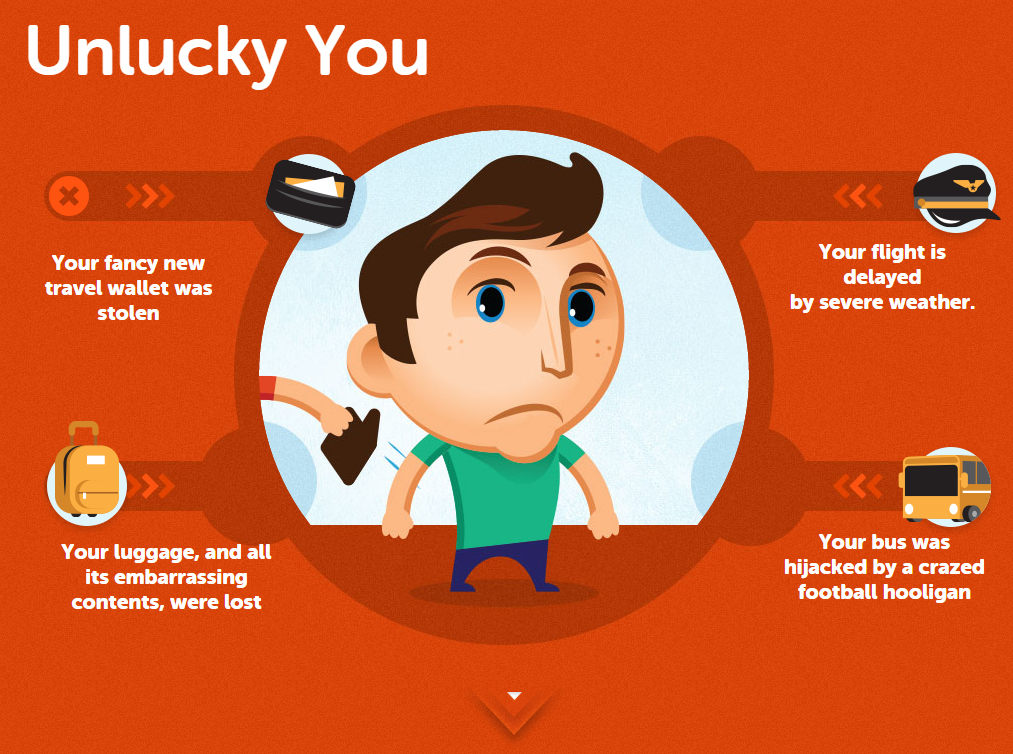 Unlucky You
Your fancy new
travel wallet was
stolen
Your flight is
delayed
by severe weather.
Your luggage, and all
its embarrassing
contents, were lost
Your bus was
hijacked by a crazed
football hooligan